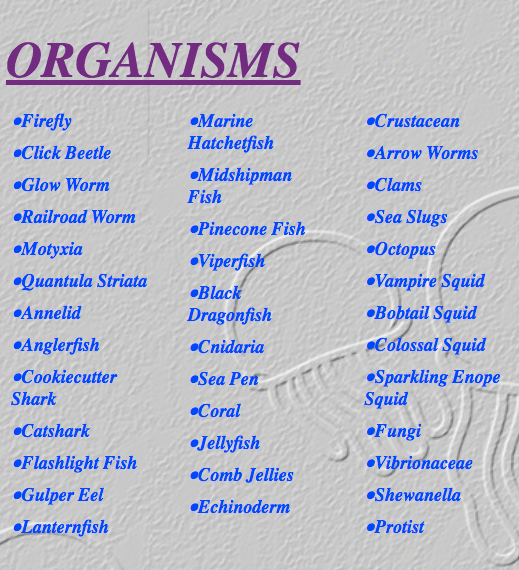 ORGANISMS
•Firefly
•Click Beetle
•Glow Worm
•Railroad Worm
•Motyxia
•Quantula Striata
•Annelid
•Anglerfish
•Cookiecutter
Shark
•Catshark
•Flashlight Fish
•Gulper Eel
•Lanternfish
•Marine
Hatchetfish
•Midshipman
Fish
•Pinecone Fish
•Viperfish
•Black
Dragonfish
•Cnidaria
•Sea Pen
•Coral
•Jellyfish
•Comb Jellies
•Echinoderm
•Crustacean
•Arrow Worms
•Clams
•Sea Slugs
•Octopus
•Vampire Squid
•Bobtail Squid
•Colossal Squid
•Sparkling Enope
Squid
•Fungi
•Vibrionaceae
•Shewanella
•Protist